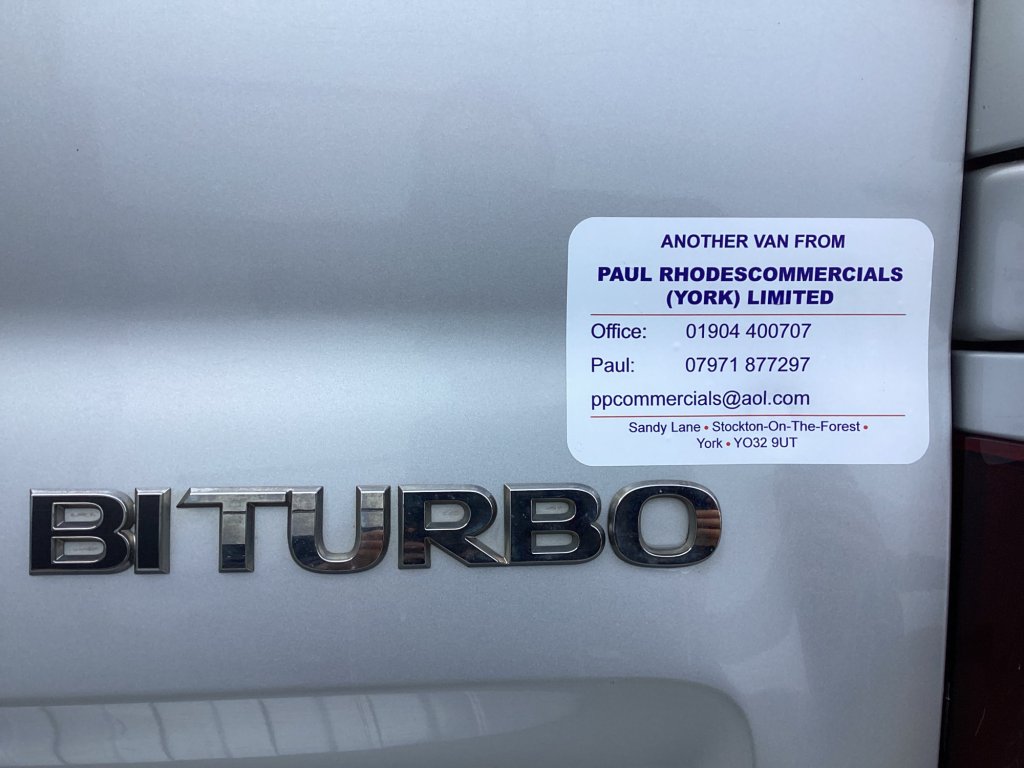 ANOTHER VAN FROM
PAUL RHODESCOMMERCIALS
(YORK) LIMITED
Office: 01904 400707
Paul: 07971 877297
ppcommercials@aol.com
Sandy Lane • Stockton-On-The-Forest •
York • YO32 9UT
BITURBO